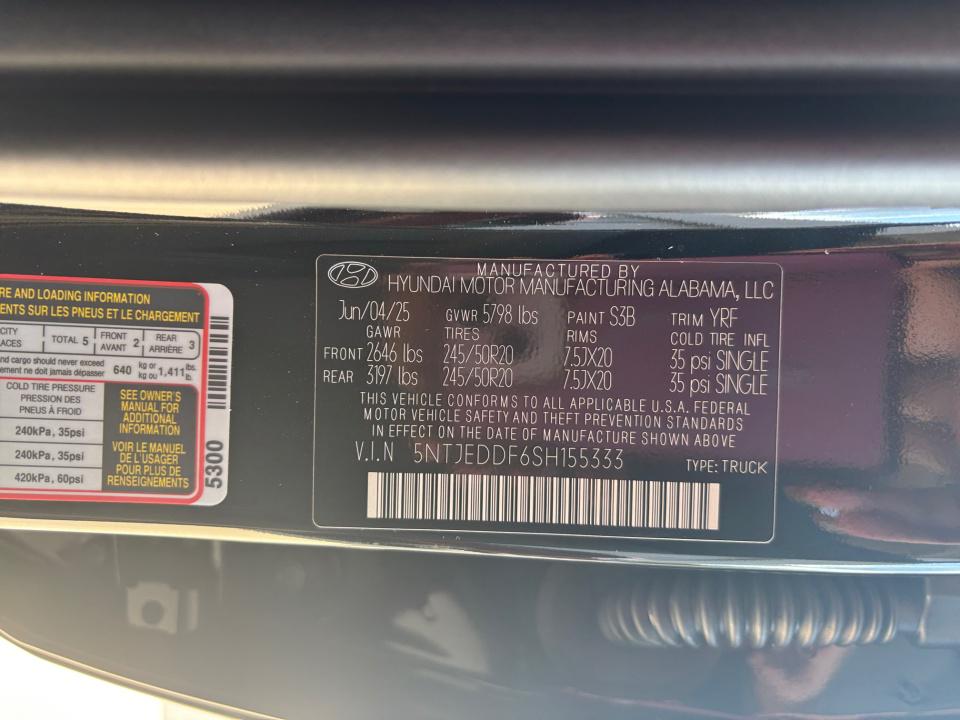 RE AND LOADING INFORMATION
ENTS SUR LES PNEUS ET LE CHARGEMENT
CITY
ACES
TOTAL 5
FRONT
AVANT 2
REAR
ARRIÈRE 3
nd cargo should never exceed
ement ne doit jamais dépasser
640 kg or
kg ou 1,411 lbs.
lb.
COLD TIRE PRESSURE
PRESSION DES
PNEUS À FROID
240kPa, 35psi
240kPa, 35psi
420kPa, 60psi
SEE OWNER'S
MANUAL FOR
ADDITIONAL
INFORMATION
VOIR LE MANUEL
DE L'USAGER
POUR PLUS DE
RENSEIGNEMENTS
5300
MANUFACTURED BY
HYUNDAI MOTOR MANUFACTURING ALABAMA, LLC
Jun/04/25 GVWR 5798 lbs PAINT S3B TRIM YRF
GAWR TIRES RIMS COLD TIRE INFL
FRONT 2646 lbs 245/50R20 7.5JX20 35 psi SINGLE
REAR 3197 lbs 245/50R20 7.5JX20 35 psi SINGLE
THIS VEHICLE CONFORMS TO ALL APPLICABLE U.S.A. FEDERAL
MOTOR VEHICLE SAFETY AND THEFT PREVENTION STANDARDS
IN EFFECT ON THE DATE OF MANUFACTURE SHOWN ABOVE
V.I.N 5NTJEDDF6SH155333 TYPE: TRUCK